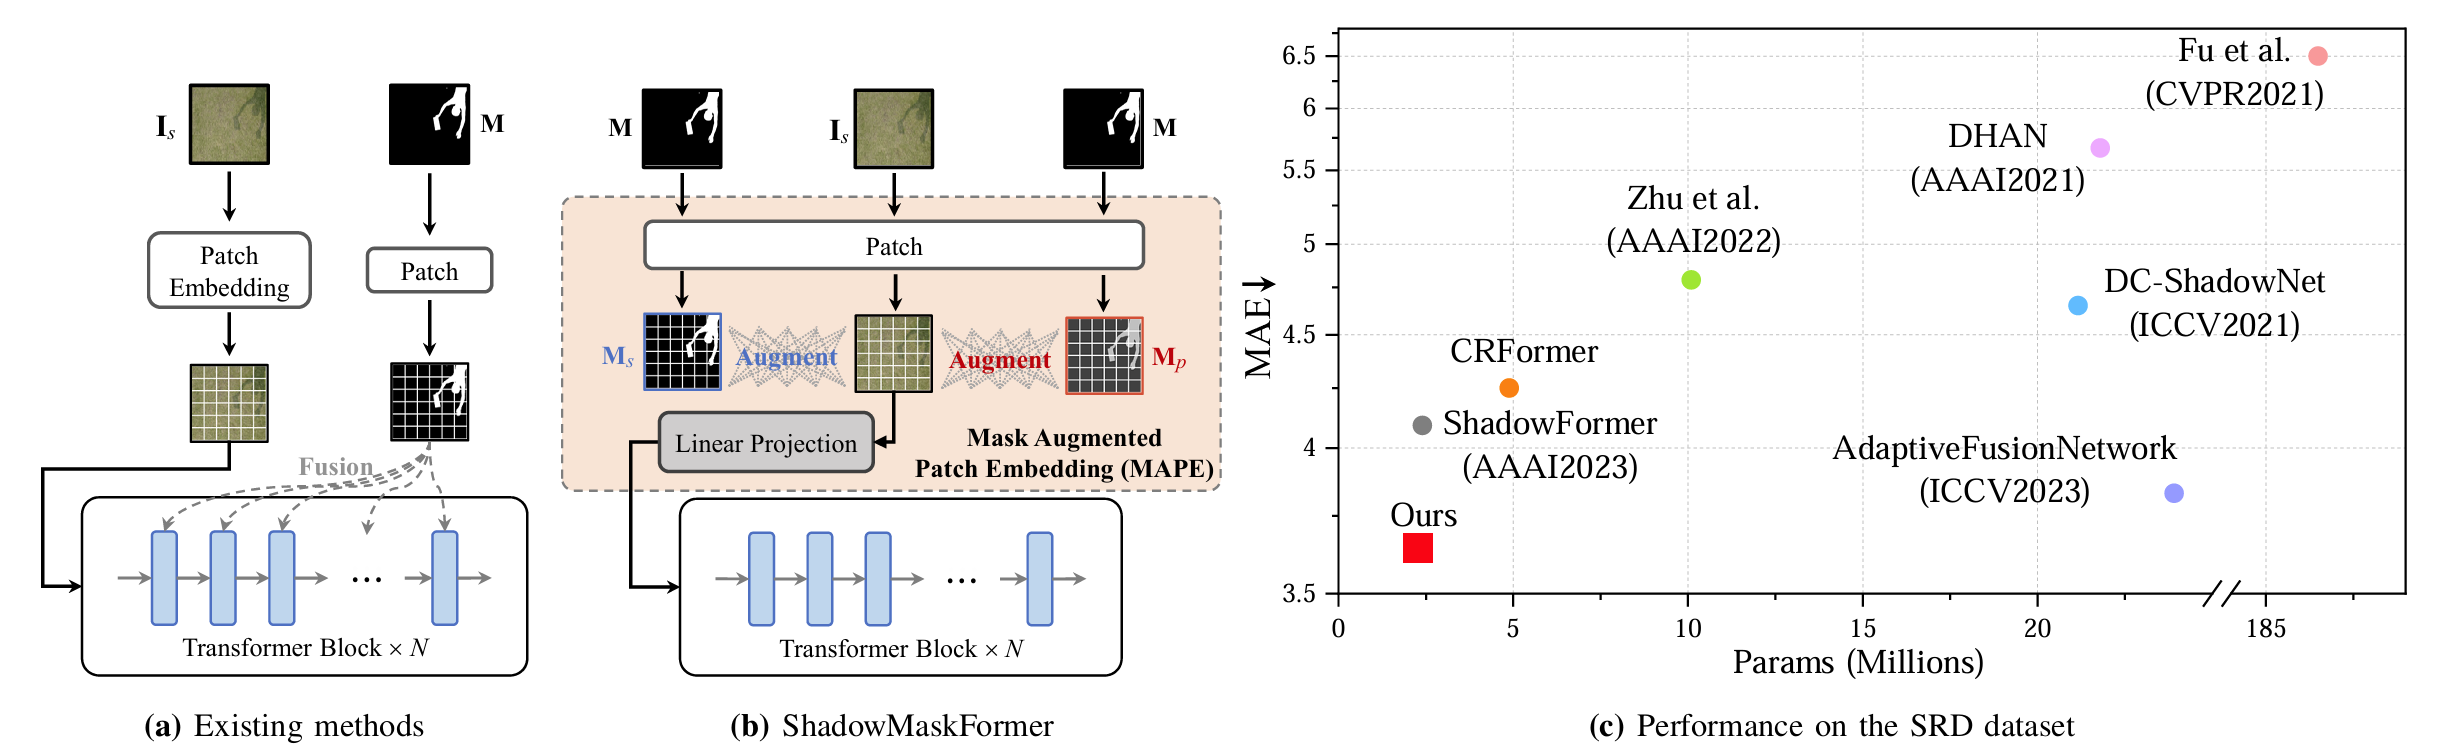 I_s
M
Patch
Embedding
Patch
Fusion
...
Transformer Block × N
(a) Existing methods
M
I_s
M
Patch
M_s
Augment
Augment
M_p
Linear Projection
Mask Augmented
Patch Embedding (MAPE)
...
Transformer Block × N
(b) ShadowMaskFormer
MAE↓
6.5
6
5.5
5
4.5
4
3.5
Fu et al.
(CVPR2021)
DHAN
(AAAI2021)
Zhu et al.
(AAAI2022)
DC-ShadowNet
(ICCV2021)
CRFormer
ShadowFormer
(AAAI2023)
AdaptiveFusionNetwork
(ICCV2023)
Ours
0 5 10 15 20 185
Params (Millions)
(c) Performance on the SRD dataset